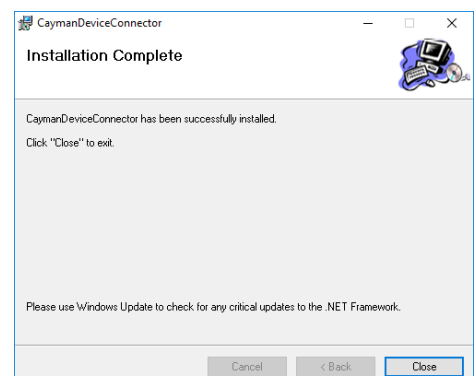 CaymanDeviceConnector
Installation Complete
CaymanDeviceConnector has been successfully installed.
Click "Close" to exit.
Please use Windows Update to check for any critical updates to the .NET Framework.
Cancel
< Back
Close